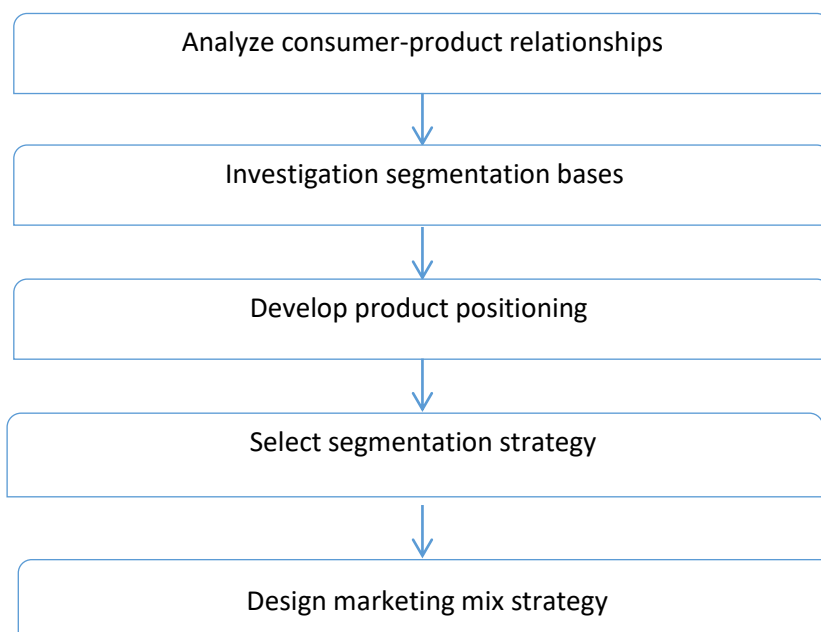 Analyze consumer-product relationships
Investigation segmentation bases
Develop product positioning
Select segmentation strategy
Design marketing mix strategy